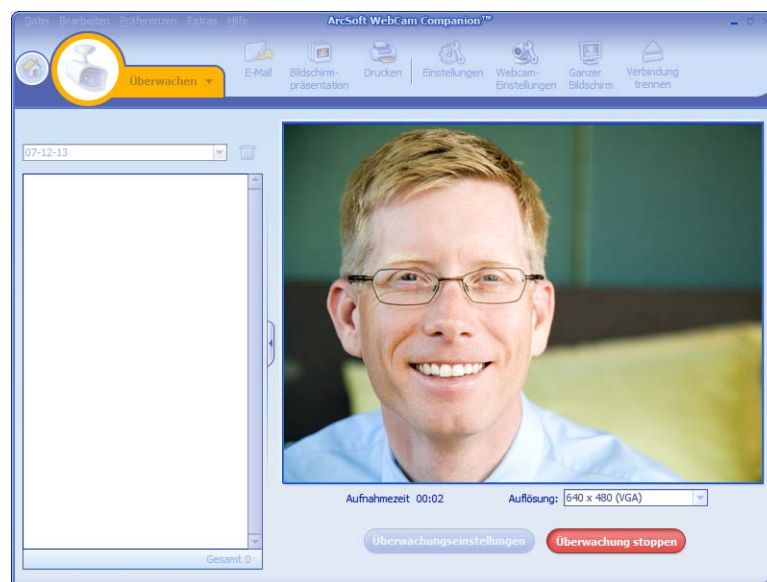 Datei Bearbeiten Präferenzen Extras Hilfe
ArcSoft WebCam Companion™
Überwachen
E-Mail
Bildschirm-
präsentation
Drucken
Einstellungen
Webcam-
Einstellungen
Ganzer
Bildschirm
Verbindung
trennen
07-12-13
Aufnahmezeit 00:02
Auflösung: 640 x 480 (VGA)
Überwachungseinstellungen
Überwachung stoppen
Gesamt 0